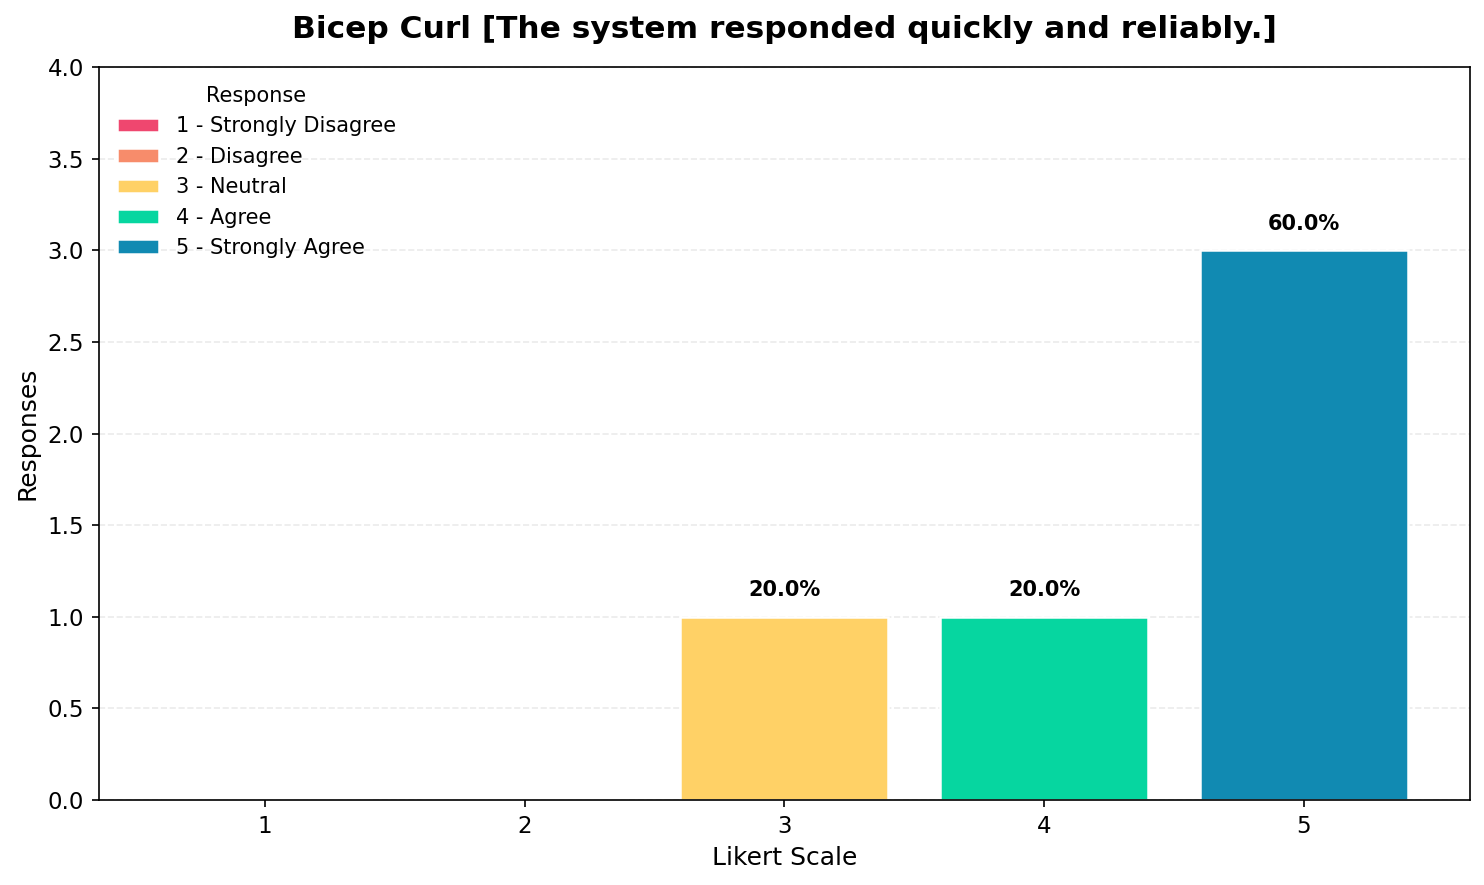 Bicep Curl [The system responded quickly and reliably.]
4.0
3.5
3.0
2.5
2.0
1.5
1.0
0.5
0.0
Responses
Response
1 - Strongly Disagree
2 - Disagree
3 - Neutral
4 - Agree
5 - Strongly Agree
20.0%
20.0%
60.0%
1
2
3
4
5
Likert Scale